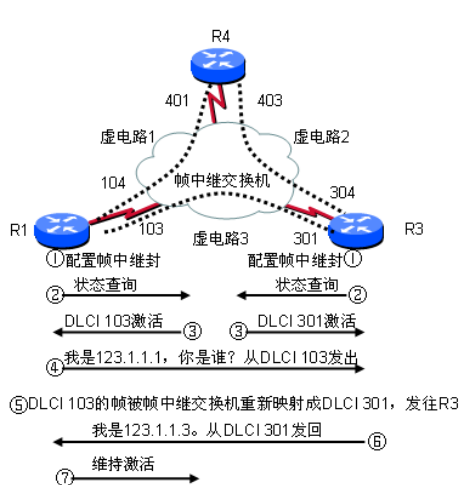 R4
401
403
虚电路1
虚电路2
104
帧中继交换机
304
R1
103
虚电路3
301
R3
①配置帧中继封
配置帧中继封①
②状态查询
状态查询②
DLCI 103激活③
③DLCI 301激活
④我是123.1.1.1，你是谁？从DLCI 103发出
⑤DLCI 103的帧被帧中继交换机重新映射成DLCI 301，发往R3
我是123.1.1.3。从DLCI 301发回⑥
⑦维持激活